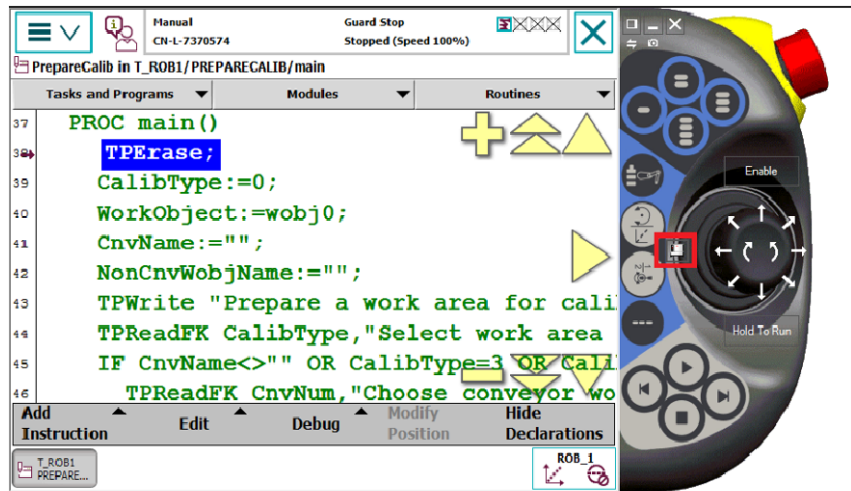 Manual
Guard Stop
CN-L-7370574
Stopped (Speed 100%)
PrepareCalib in T_ROB1/PREPARECALIB/main
Tasks and Programs
Modules
Routines
37 PROC main()
38 TPErase;
39 CalibType:=0;
40 WorkObject:=wobj0;
41 CnvName:="";
42 NonCnvWobjName:="";
43 TPWrite "Prepare a work area for cali
44 TPReadFK CalibType,"Select work area
45 IF CnvName<>"" OR CalibType=3 OR Cali
46 TPReadFK CnvNum,"Choose conveyor wo
Add Instruction
Edit
Debug
Modify Position
Hide Declarations
T_ROB1
PREPARE...
ROB_1
Enable
Hold To Run